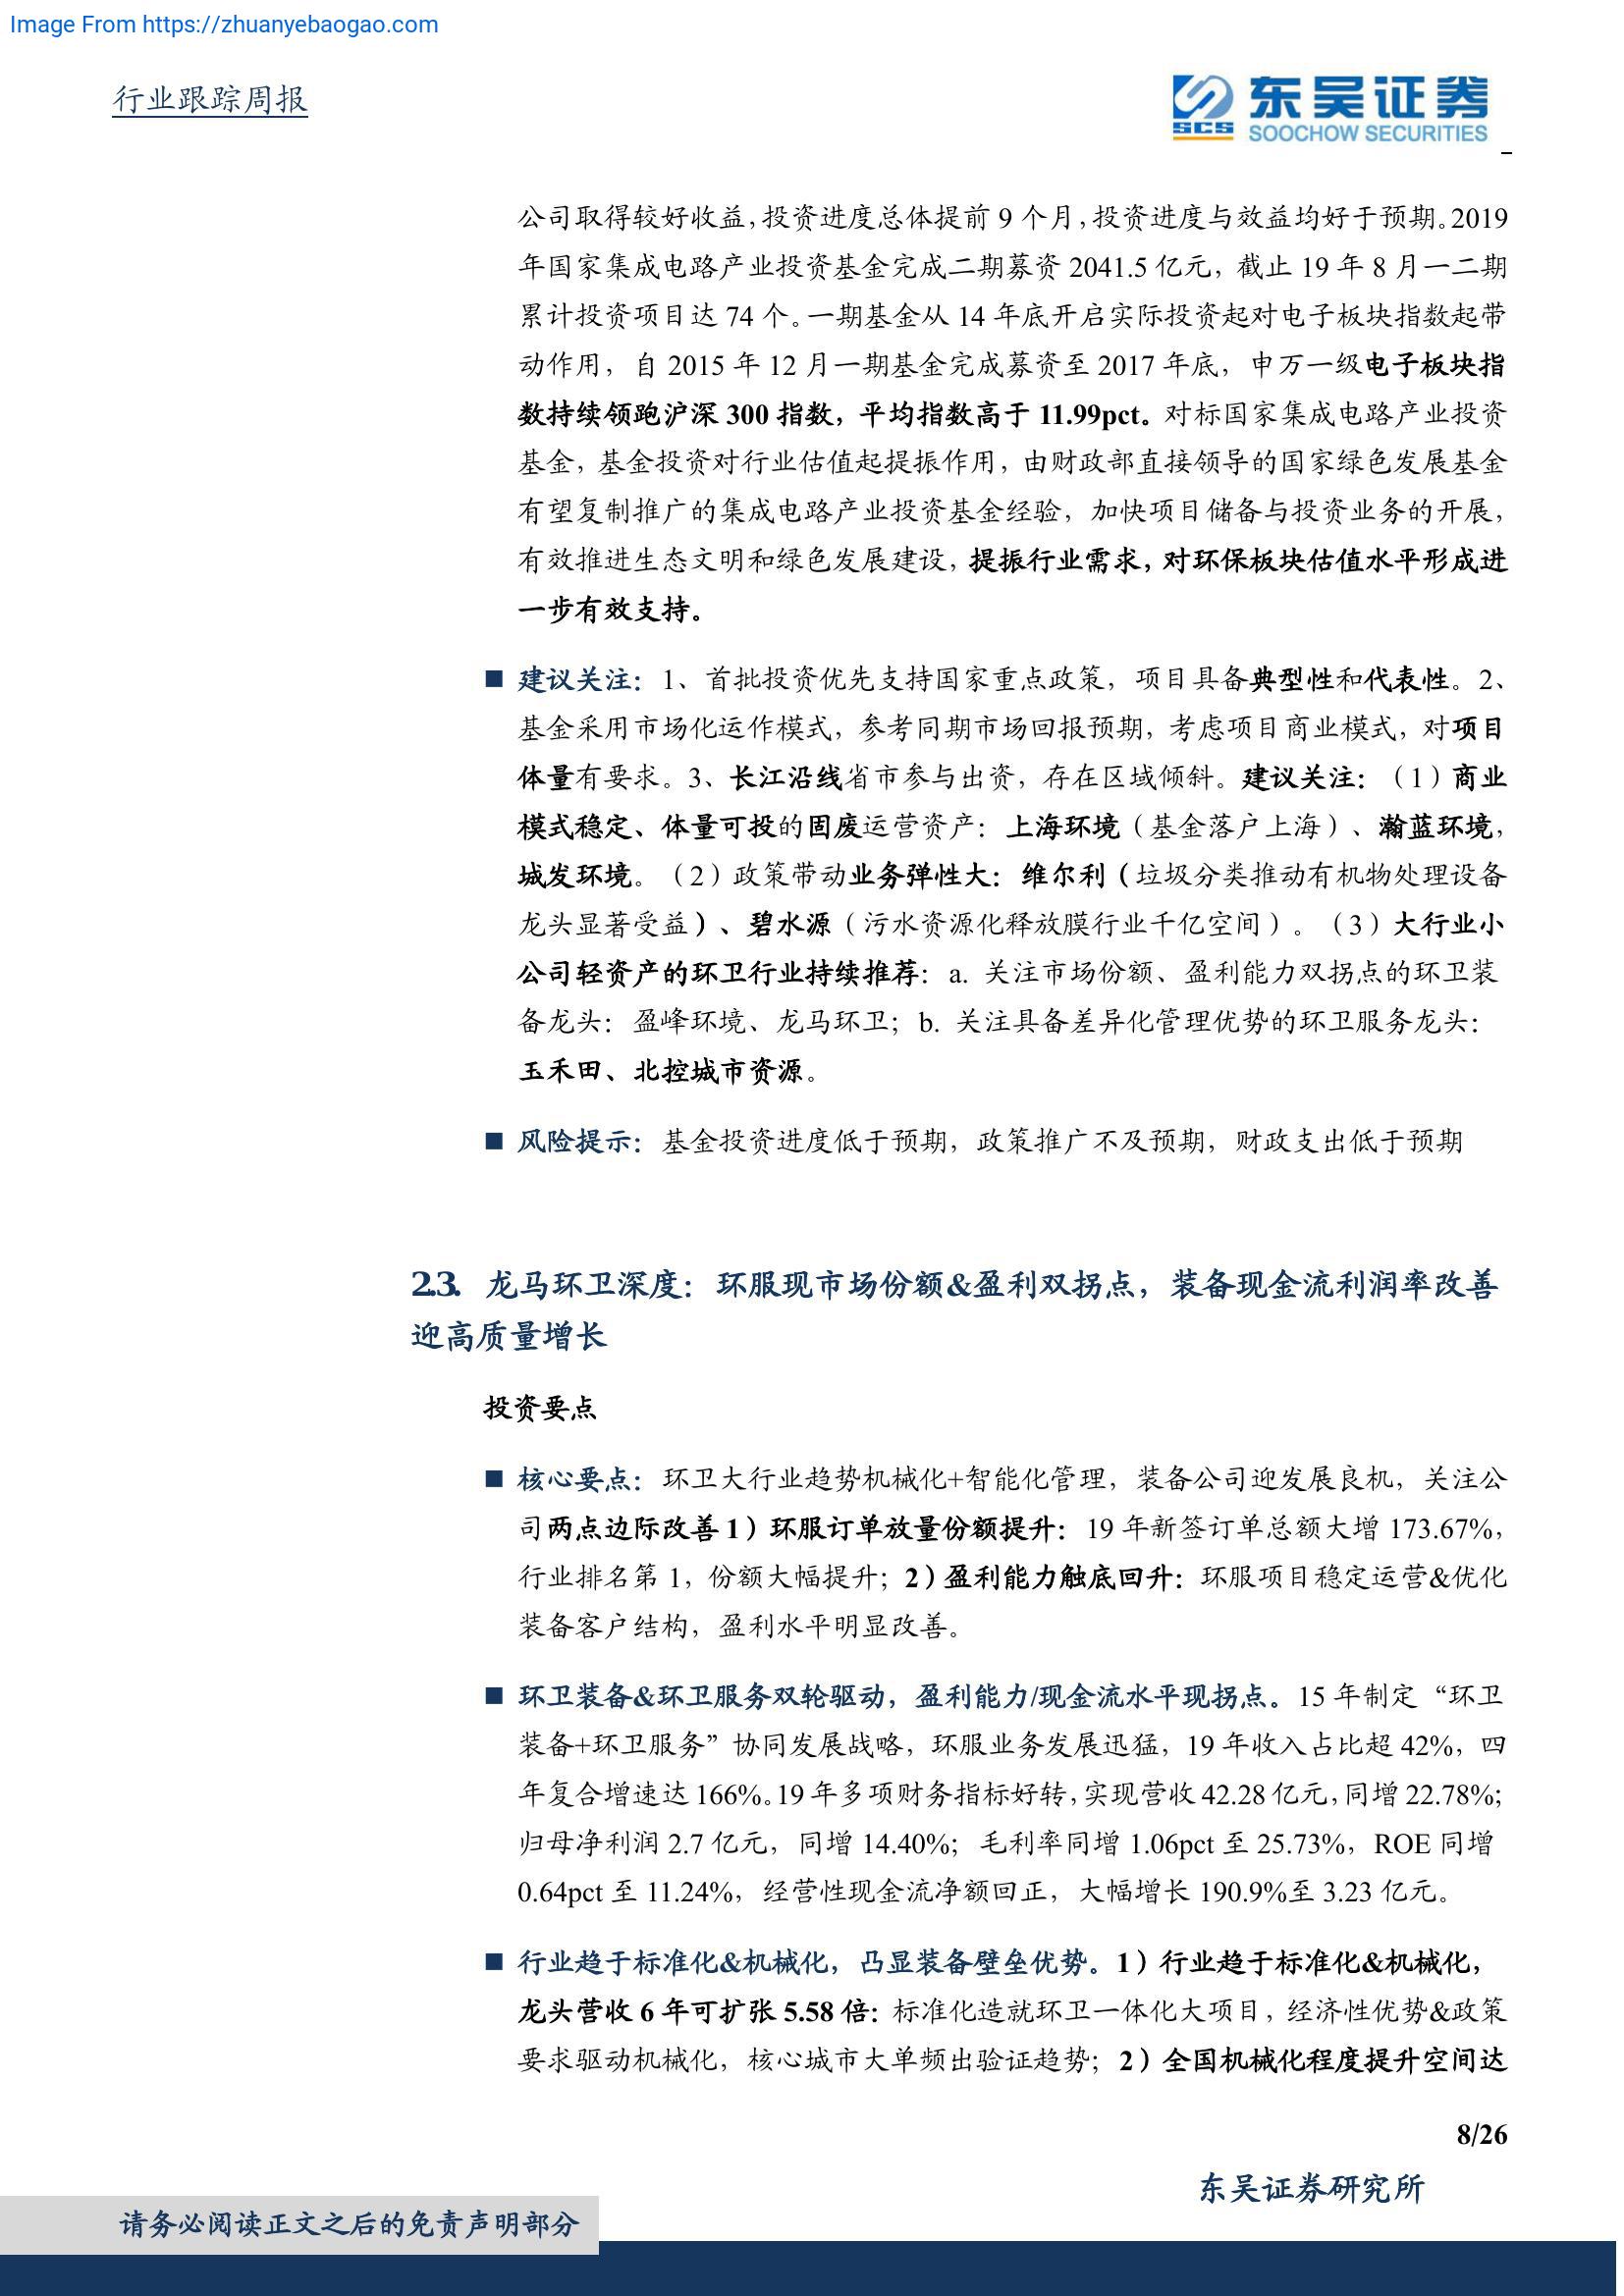 Image From https://zhuanyebaogao.com
行业跟踪周报
SCS 东吴证券
SOOCHOW SECURITIES
公司取得较好收益，投资进度总体提前 9 个月，投资进度与效益均好于预期。2019
年国家集成电路产业投资基金完成二期募资 2041.5 亿元，截止 19 年 8 月一二期
累计投资项目达 74 个。一期基金从 14 年底开启实际投资起对电子板块指数起带
动作用，自 2015 年 12 月一期基金完成募资至 2017 年底，申万一级电子板块指
数持续领跑沪深 300 指数，平均指数高于 11.99pct。对标国家集成电路产业投资
基金，基金投资对行业估值起提振作用，由财政部直接领导的国家绿色发展基金
有望复制推广的集成电路产业投资基金经验，加快项目储备与投资业务的开展，
有效推进生态文明和绿色发展建设，提振行业需求，对环保板块估值水平形成进
一步有效支持。
■ 建议关注：1、首批投资优先支持国家重点政策，项目具备典型性和代表性。2、
基金采用市场化运作模式，参考同期市场回报预期，考虑项目商业模式，对项目
体量有要求。3、长江沿线省市参与出资，存在区域倾斜。建议关注：（1）商业
模式稳定、体量可投的固废运营资产：上海环境（基金落户上海）、瀚蓝环境，
城发环境。（2）政策带动业务弹性大：维尔利（垃圾分类推动有机物处理设备
龙头显著受益）、碧水源（污水资源化释放膜行业千亿空间）。（3）大行业小
公司轻资产的环卫行业持续推荐：a. 关注市场份额、盈利能力双拐点的环卫装
备龙头：盈峰环境、龙马环卫；b. 关注具备差异化管理优势的环卫服务龙头：
玉禾田、北控城市资源。
■ 风险提示：基金投资进度低于预期，政策推广不及预期，财政支出低于预期
2.3. 龙马环卫深度：环服现市场份额&盈利双拐点，装备现金流利润率改善
迎高质量增长
投资要点
■ 核心要点：环卫大行业趋势机械化+智能化管理，装备公司迎发展良机，关注公
司两点边际改善 1）环服订单放量份额提升：19 年新签订单总额大增 173.67%，
行业排名第 1，份额大幅提升；2）盈利能力触底回升：环服项目稳定运营&优化
装备客户结构，盈利水平明显改善。
■ 环卫装备&环卫服务双轮驱动，盈利能力/现金流水平现拐点。15 年制定“环卫
装备+环卫服务”协同发展战略，环服业务发展迅猛，19 年收入占比超 42%，四
年复合增速达 166%。19 年多项财务指标好转，实现营收 42.28 亿元，同增 22.78%；
归母净利润 2.7 亿元，同增 14.40%；毛利率同增 1.06pct 至 25.73%，ROE 同增
0.64pct 至 11.24%，经营性现金流净额回正，大幅增长 190.9%至 3.23 亿元。
■ 行业趋于标准化&机械化，凸显装备壁垒优势。1）行业趋于标准化&机械化，
龙头营收 6 年可扩张 5.58 倍：标准化造就环卫一体化大项目，经济性优势&政策
要求驱动机械化，核心城市大单频出验证趋势；2）全国机械化程度提升空间达
8/26
东吴证券研究所
请务必阅读正文之后的免责声明部分